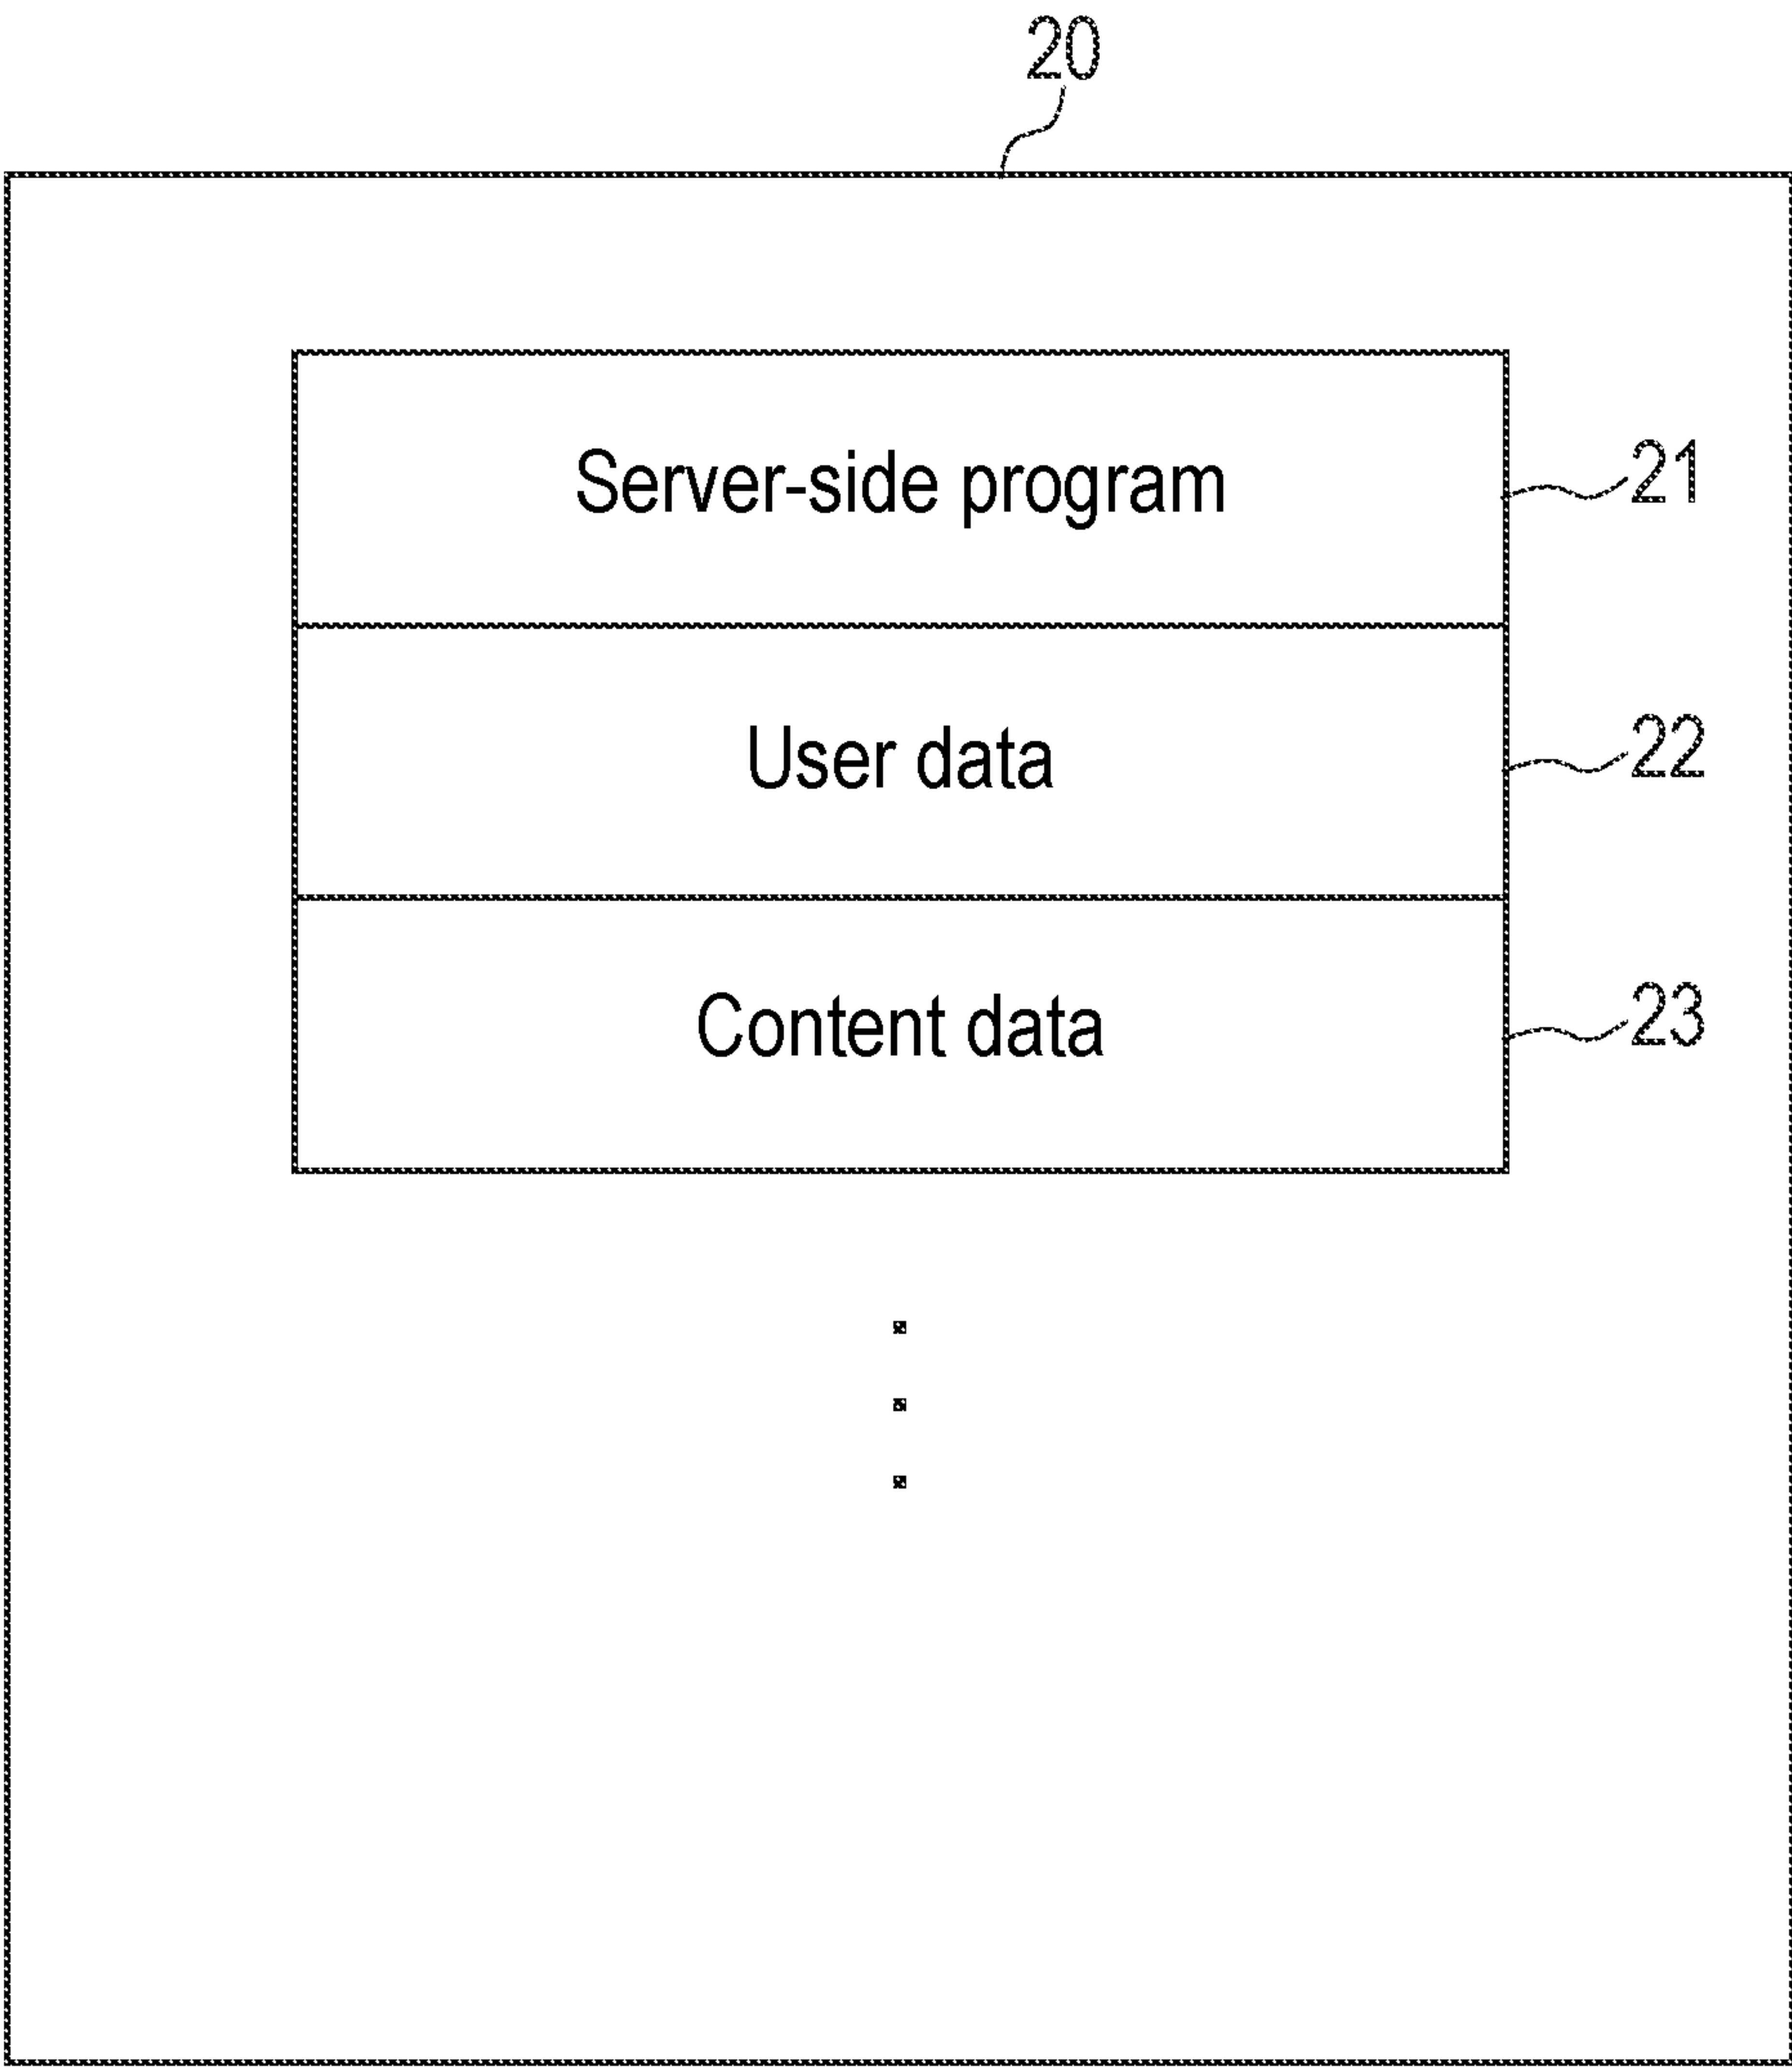 20
Server-side program 21
User data 22
Content data 23